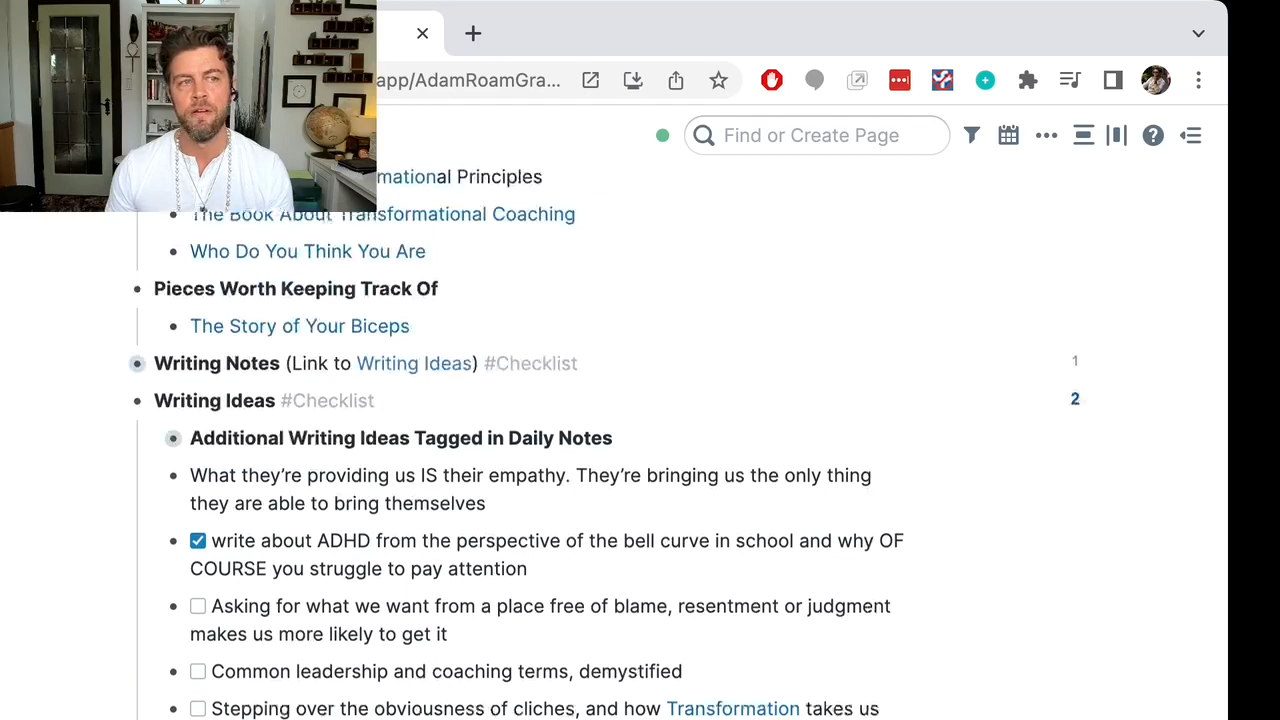 app/AdamRoamGra...
Find or Create Page
mational Principles
The Book About Transformational Coaching
Who Do You Think You Are
Pieces Worth Keeping Track Of
The Story of Your Biceps
Writing Notes (Link to Writing Ideas) #Checklist 1
Writing Ideas #Checklist 2
Additional Writing Ideas Tagged in Daily Notes
What they’re providing us IS their empathy. They’re bringing us the only thing
they are able to bring themselves
write about ADHD from the perspective of the bell curve in school and why OF
COURSE you struggle to pay attention
Asking for what we want from a place free of blame, resentment or judgment
makes us more likely to get it
Common leadership and coaching terms, demystified
Stepping over the obviousness of cliches, and how Transformation takes us